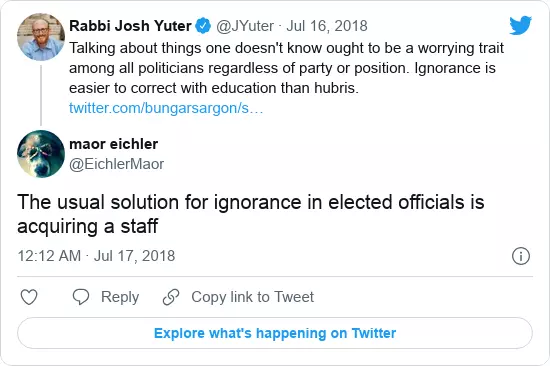 Rabbi Josh Yuter @JYuter · Jul 16, 2018
Talking about things one doesn't know ought to be a worrying trait
among all politicians regardless of party or position. Ignorance is
easier to correct with education than hubris.
twitter.com/bungarsargon/s…
maor eichler
@EichlerMaor
The usual solution for ignorance in elected officials is
acquiring a staff
12:12 AM · Jul 17, 2018
Reply Copy link to Tweet
Explore what's happening on Twitter